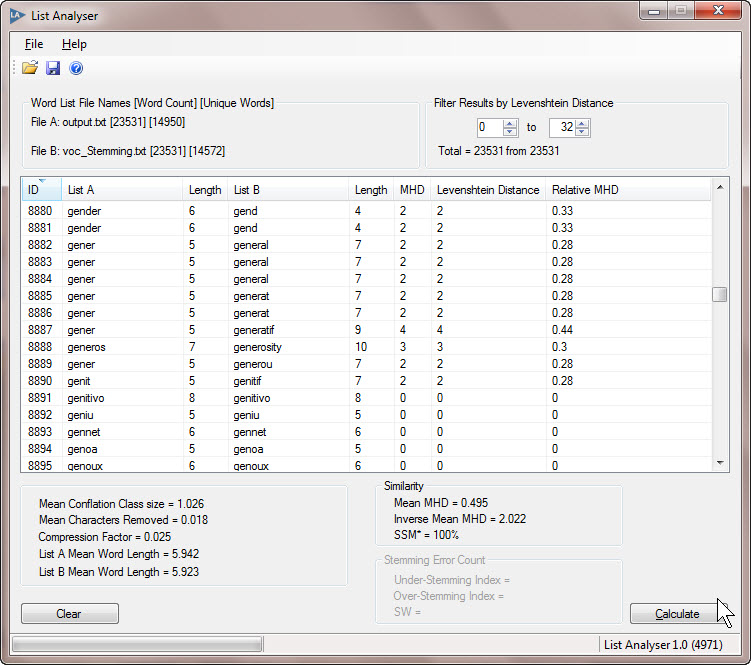 LA List Analyser
File Help
Word List File Names [Word Count] [Unique Words]
File A: output.txt [23531] [14950]
File B: voc_Stemming.txt [23531] [14572]
Filter Results by Levenshtein Distance
0 to 32
Total = 23531 from 23531
ID List A Length List B Length MHD Levenshtein Distance Relative MHD
8880 gender 6 gend 4 2 2 0.33
8881 gender 6 gend 4 2 2 0.33
8882 gener 5 general 7 2 2 0.28
8883 gener 5 general 7 2 2 0.28
8884 gener 5 general 7 2 2 0.28
8885 gener 5 generat 7 2 2 0.28
8886 gener 5 generat 7 2 2 0.28
8887 gener 5 generatif 9 4 4 0.44
8888 generos 7 generosity 10 3 3 0.3
8889 gener 5 generou 7 2 2 0.28
8890 genit 5 genitif 7 2 2 0.28
8891 genitivo 8 genitivo 8 0 0 0
8892 geniu 5 geniu 5 0 0 0
8893 gennet 6 gennet 6 0 0 0
8894 genoa 5 genoa 5 0 0 0
8895 genoux 6 genoux 6 0 0 0
Mean Conflation Class size = 1.026
Mean Characters Removed = 0.018
Compression Factor = 0.025
List A Mean Word Length = 5.942
List B Mean Word Length = 5.923
Similarity
Mean MHD = 0.495
Inverse Mean MHD = 2.022
SSM* = 100%
Stemming Error Count
Under-Stemming Index =
Over-Stemming Index =
SW =
Clear
Calculate
List Analyser 1.0 (4971)